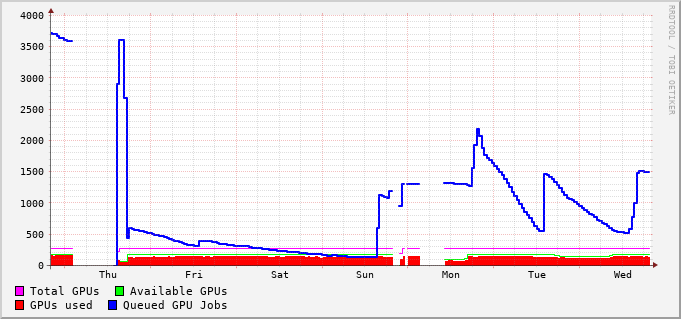 4000
3500
3000
2500
2000
1500
1000
500
0
Thu Fri Sat Sun Mon Tue Wed
Total GPUs Available GPUs
GPUs used Queued GPU Jobs
RRDTOOL / TOBI OETIKER